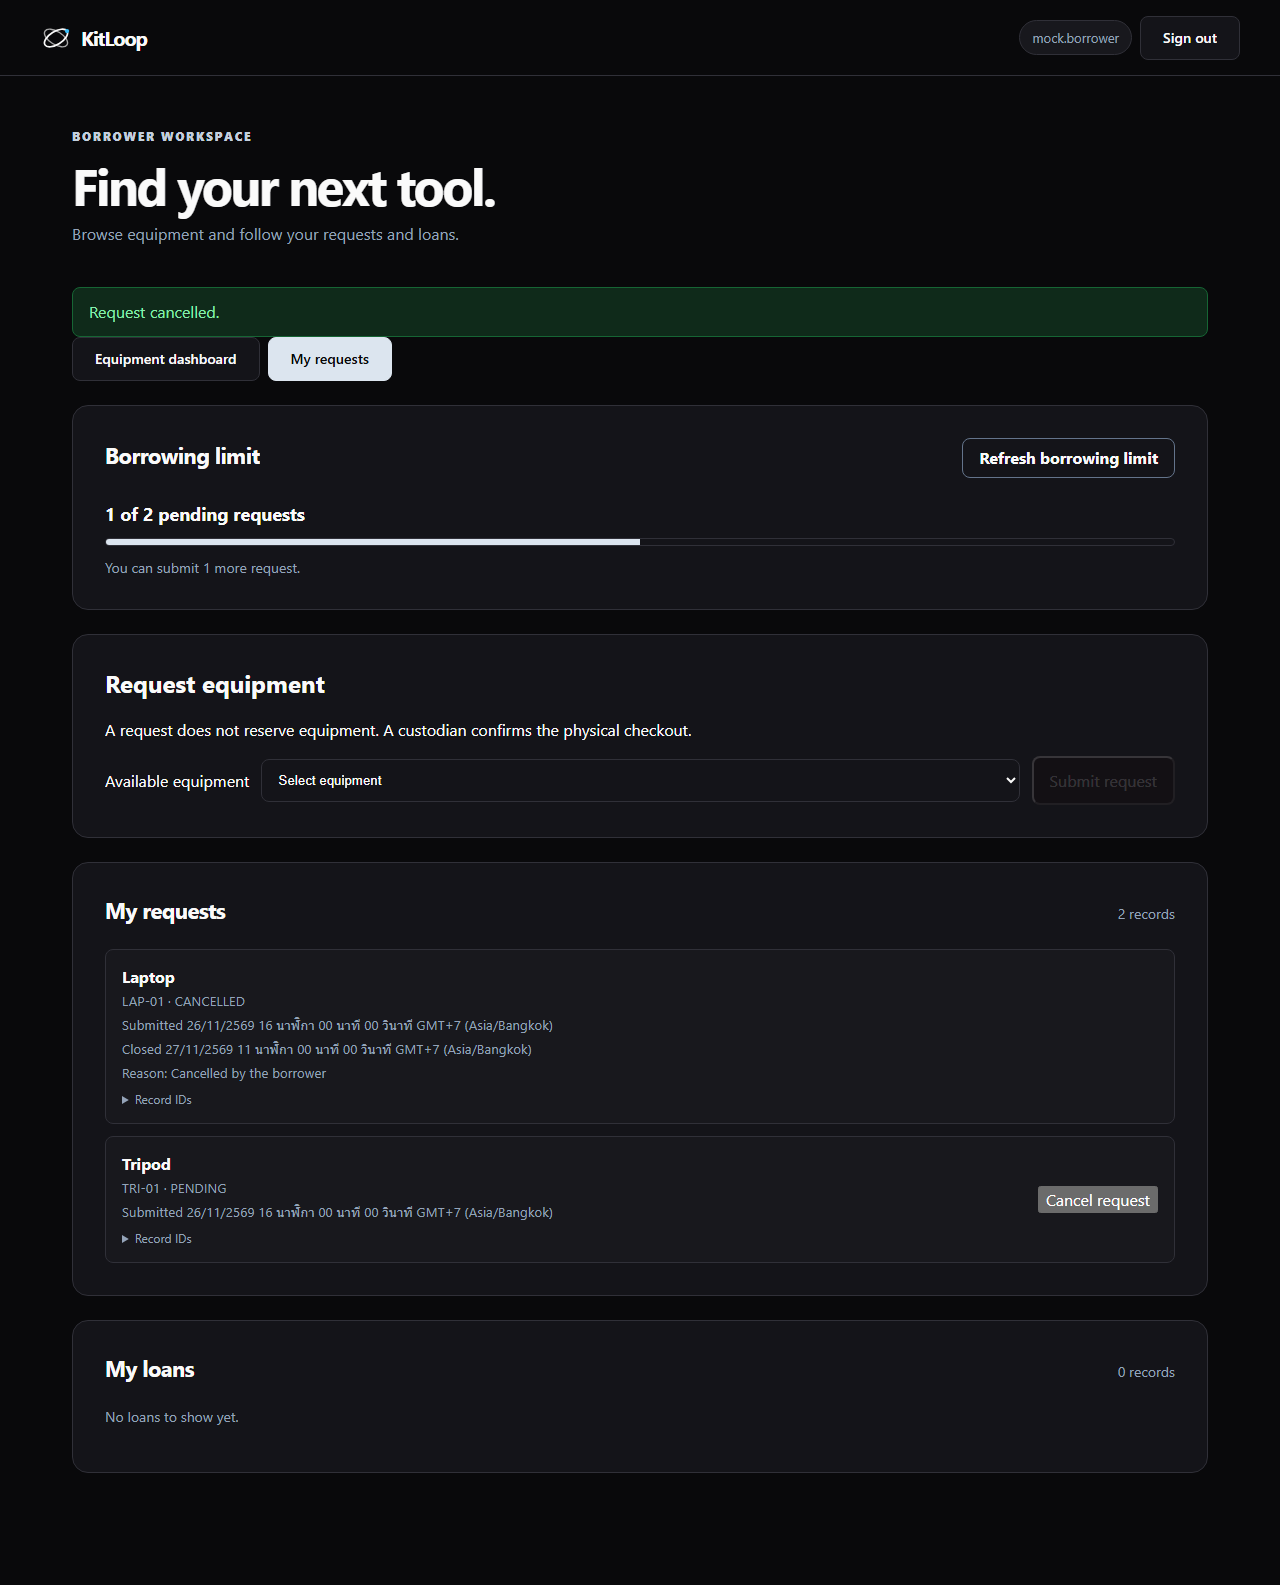 KitLoop
mock.borrower
Sign out
BORROWER WORKSPACE
Find your next tool.
Browse equipment and follow your requests and loans.
Request cancelled.
Equipment dashboard
My requests
Borrowing limit
Refresh borrowing limit
1 of 2 pending requests
You can submit 1 more request.
Request equipment
A request does not reserve equipment. A custodian confirms the physical checkout.
Available equipment
Select equipment
Submit request
My requests
2 records
Laptop
LAP-01 · CANCELLED
Submitted 26/11/2569 16 นาฬิกา 00 นาที 00 วินาที GMT+7 (Asia/Bangkok)
Closed 27/11/2569 11 นาฬิกา 00 นาที 00 วินาที GMT+7 (Asia/Bangkok)
Reason: Cancelled by the borrower
Record IDs
Tripod
TRI-01 · PENDING
Submitted 26/11/2569 16 นาฬิกา 00 นาที 00 วินาที GMT+7 (Asia/Bangkok)
Cancel request
Record IDs
My loans
0 records
No loans to show yet.